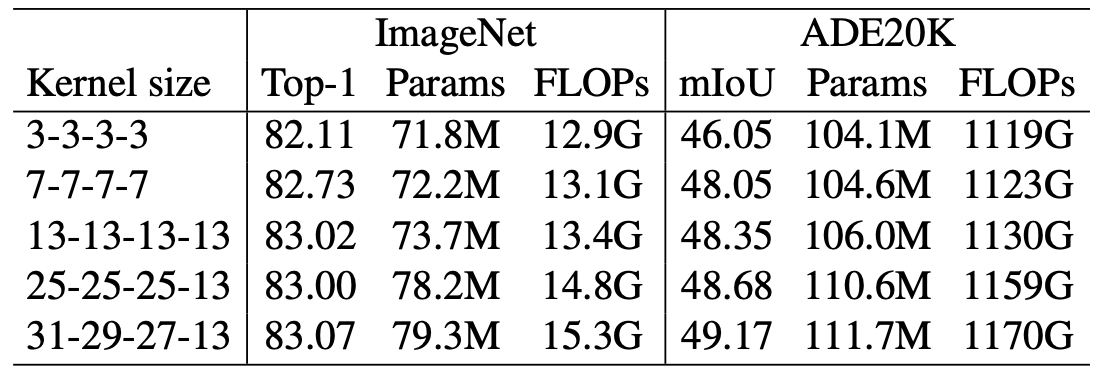 ImageNet ADE20K
Kernel size Top-1 Params FLOPs mIoU Params FLOPs
3-3-3-3 82.11 71.8M 12.9G 46.05 104.1M 1119G
7-7-7-7 82.73 72.2M 13.1G 48.05 104.6M 1123G
13-13-13-13 83.02 73.7M 13.4G 48.35 106.0M 1130G
25-25-25-13 83.00 78.2M 14.8G 48.68 110.6M 1159G
31-29-27-13 83.07 79.3M 15.3G 49.17 111.7M 1170G